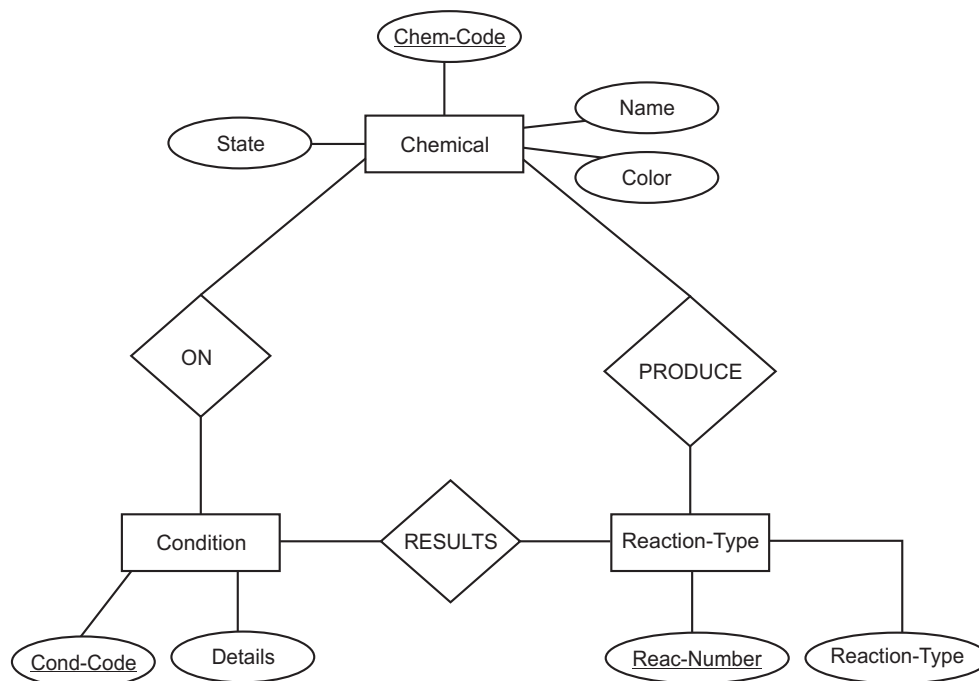 Chem-Code
Name
State
Chemical
Color
ON
PRODUCE
Condition
RESULTS
Reaction-Type
Cond-Code
Details
Reac-Number
Reaction-Type